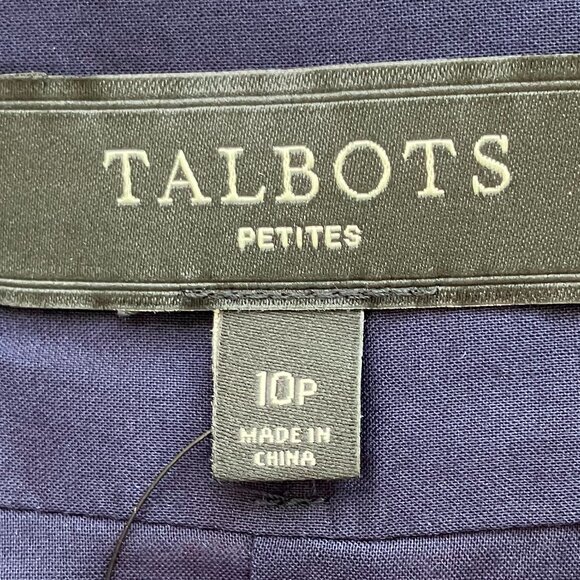 TALBOTS
PETITES
10P
MADE IN
CHINA